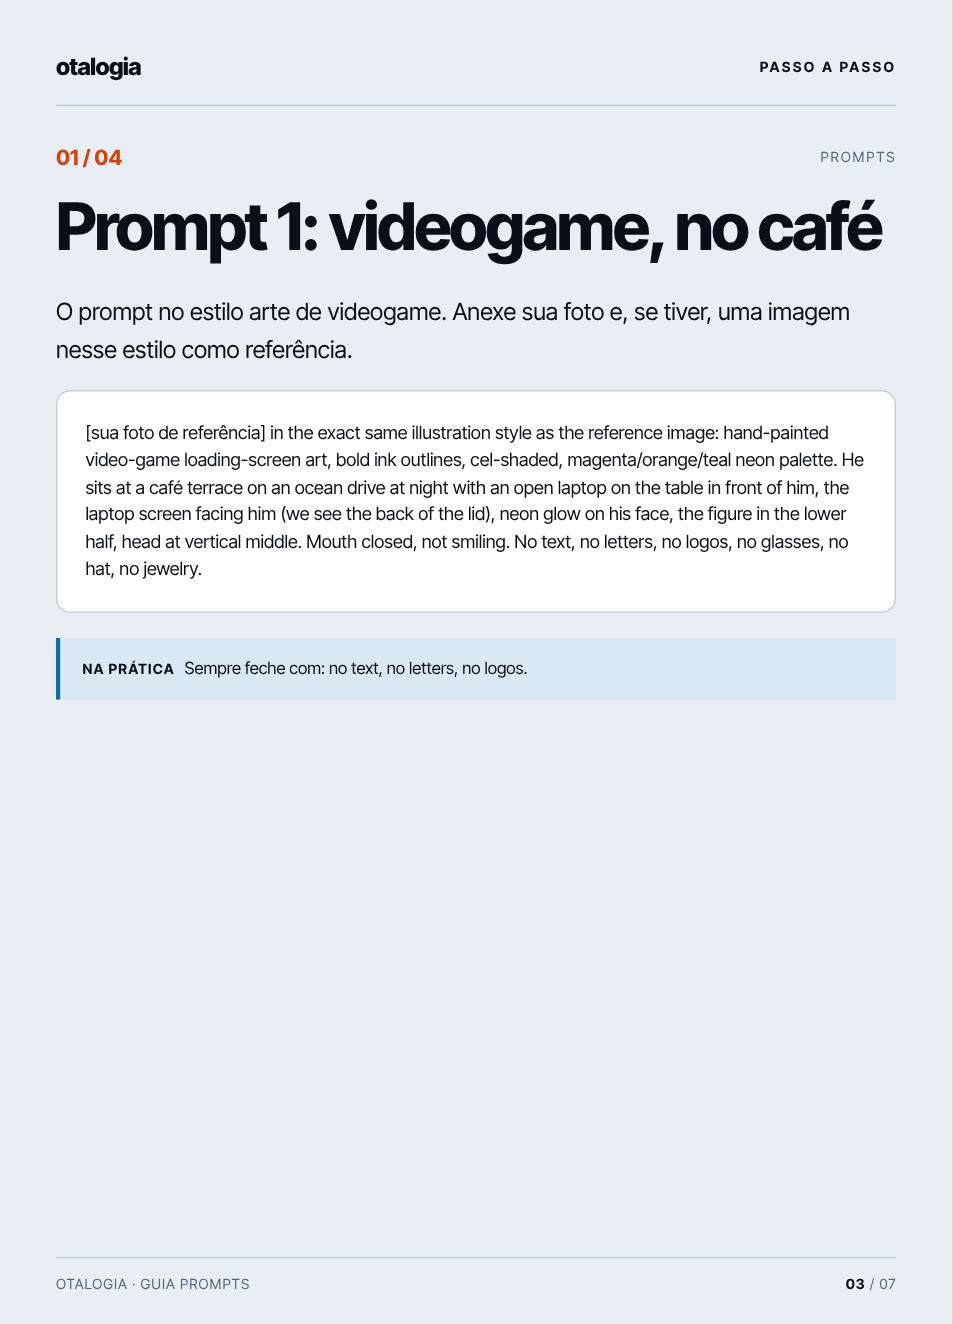 otalogia
PASSO A PASSO
01 / 04
PROMPTS
Prompt 1: videogame, no café
O prompt no estilo arte de videogame. Anexe sua foto e, se tiver, uma imagem
nesse estilo como referência.
[sua foto de referência] in the exact same illustration style as the reference image: hand-painted
video-game loading-screen art, bold ink outlines, cel-shaded, magenta/orange/teal neon palette. He
sits at a café terrace on an ocean drive at night with an open laptop on the table in front of him, the
laptop screen facing him (we see the back of the lid), neon glow on his face, the figure in the lower
half, head at vertical middle. Mouth closed, not smiling. No text, no letters, no logos, no glasses, no
hat, no jewelry.
NA PRÁTICA Sempre feche com: no text, no letters, no logos.
OTALOGIA · GUIA PROMPTS
03 / 07